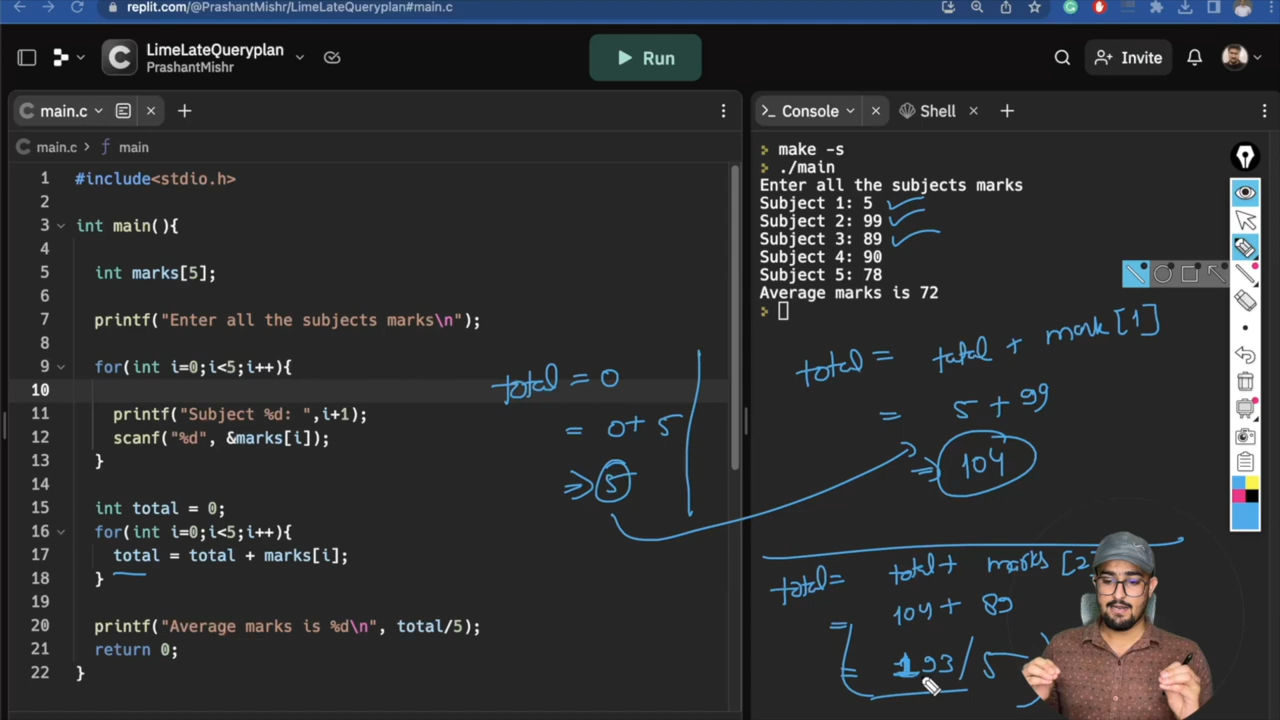 replit.com/@PrashantMishr/LimeLateQueryplan#main.c
LimeLateQueryplan
PrashantMishr
Run
Invite
main.c
main.c > main
1 #include<stdio.h>
2
3 int main(){
4
5 int marks[5];
6
7 printf("Enter all the subjects marks\n");
8
9 for(int i=0;i<5;i++){
10
11 printf("Subject %d: ",i+1);
12 scanf("%d", &marks[i]);
13 }
14
15 int total = 0;
16 for(int i=0;i<5;i++){
17 total = total + marks[i];
18 }
19
20 printf("Average marks is %d\n", total/5);
21 return 0;
22 }
total = 0
= 0+ 5
⇒ 5
>_ Console
Shell
make -s
./main
Enter all the subjects marks
Subject 1: 5
Subject 2: 99
Subject 3: 89
Subject 4: 90
Subject 5: 78
Average marks is 72
total = total + mark [1]
= 5 + 99
⇒ 104
total = total + marks [2
= 104 + 89
= 193/5